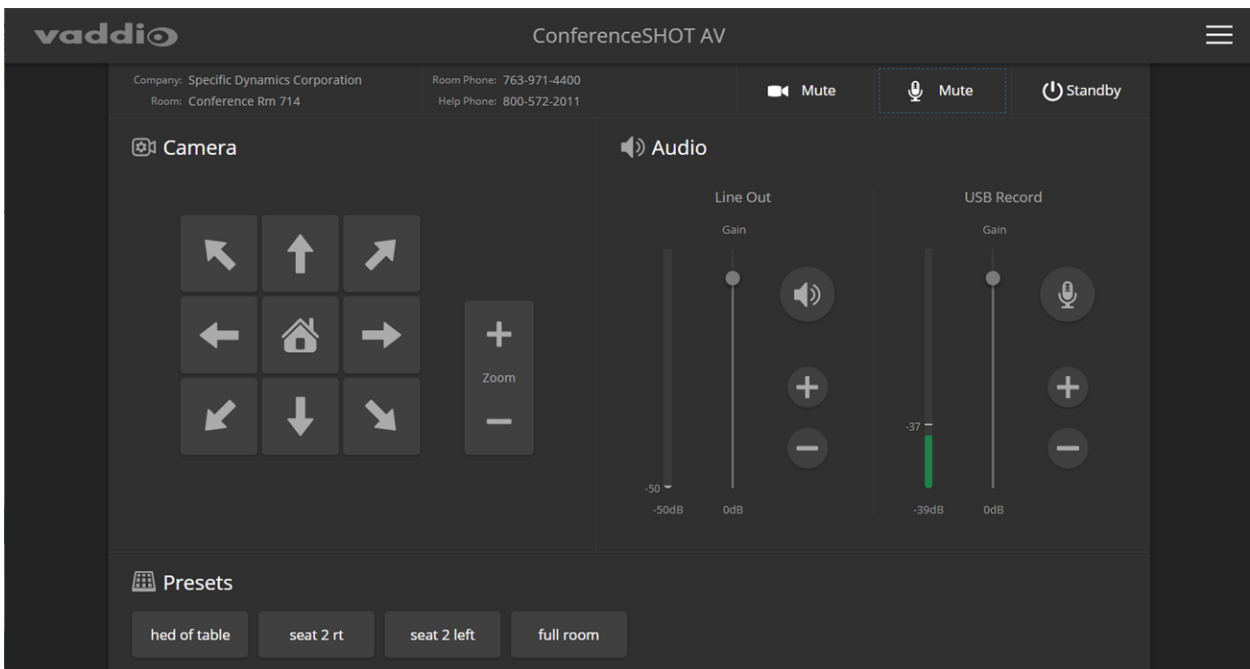 vaddio
ConferenceSHOT AV
Company: Specific Dynamics Corporation
Room: Conference Rm 714
Room Phone: 763-971-4400
Help Phone: 800-572-2011
Mute
Mute
Standby
Camera
Zoom
Audio
Line Out
Gain
-50
-50dB
0dB
USB Record
Gain
-37
-39dB
0dB
Presets
hed of table
seat 2 rt
seat 2 left
full room